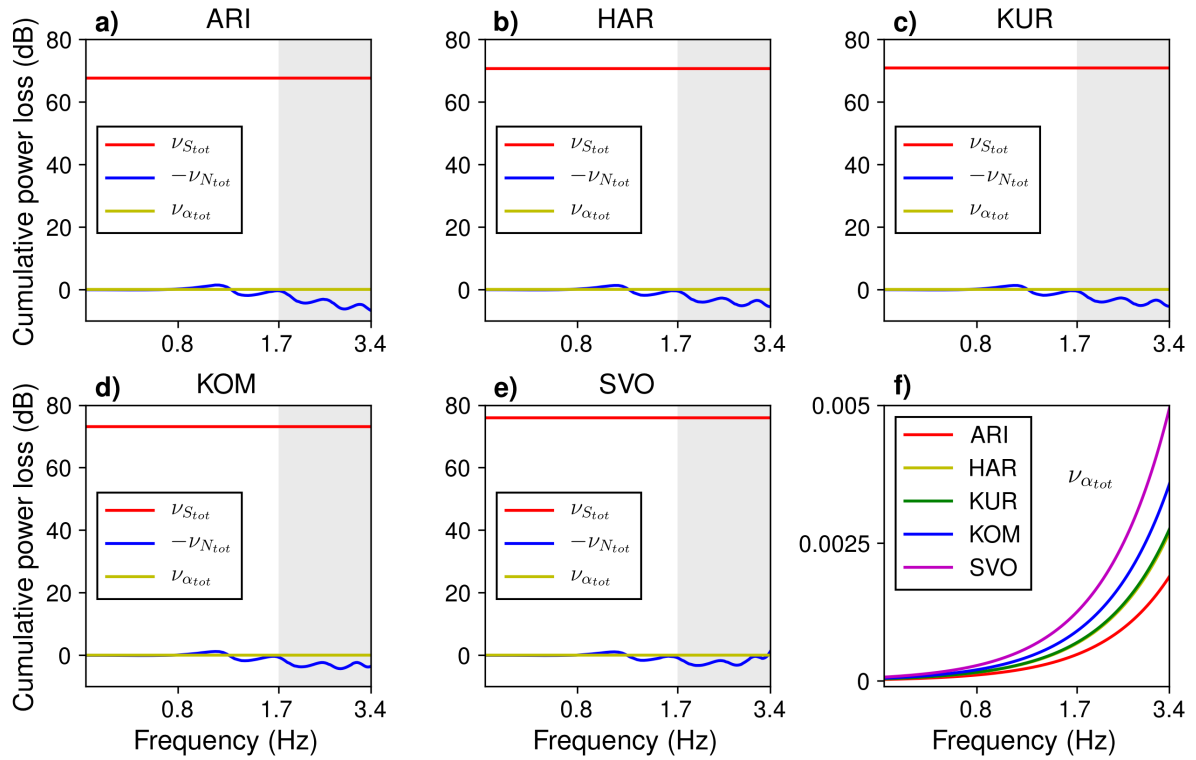 a) ARI
Cumulative power loss (dB)
80
60
40
20
0
ν_{S_{tot}}
−ν_{N_{tot}}
ν_{α_{tot}}
0.8 1.7 3.4
b) HAR
80
60
40
20
0
ν_{S_{tot}}
−ν_{N_{tot}}
ν_{α_{tot}}
0.8 1.7 3.4
c) KUR
80
60
40
20
0
ν_{S_{tot}}
−ν_{N_{tot}}
ν_{α_{tot}}
0.8 1.7 3.4
d) KOM
Cumulative power loss (dB)
80
60
40
20
0
ν_{S_{tot}}
−ν_{N_{tot}}
ν_{α_{tot}}
0.8 1.7 3.4
Frequency (Hz)
e) SVO
80
60
40
20
0
ν_{S_{tot}}
−ν_{N_{tot}}
ν_{α_{tot}}
0.8 1.7 3.4
Frequency (Hz)
f)
0.005
0.0025
0
ARI
HAR
KUR
KOM
SVO
ν_{α_{tot}}
0.8 1.7 3.4
Frequency (Hz)